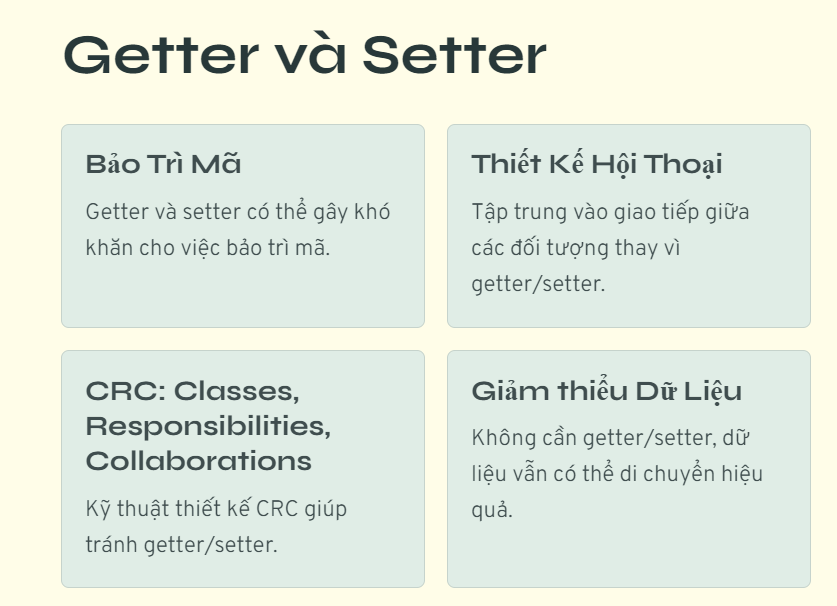 Getter và Setter
Bảo Trì Mã
Getter và setter có thể gây khó
khăn cho việc bảo trì mã.
Thiết Kế Hội Thoại
Tập trung vào giao tiếp giữa
các đối tượng thay vì
getter/setter.
CRC: Classes,
Responsibilities,
Collaborations
Kỹ thuật thiết kế CRC giúp
tránh getter/setter.
Giảm thiểu Dữ Liệu
Không cần getter/setter, dữ
liệu vẫn có thể di chuyển hiệu
quả.